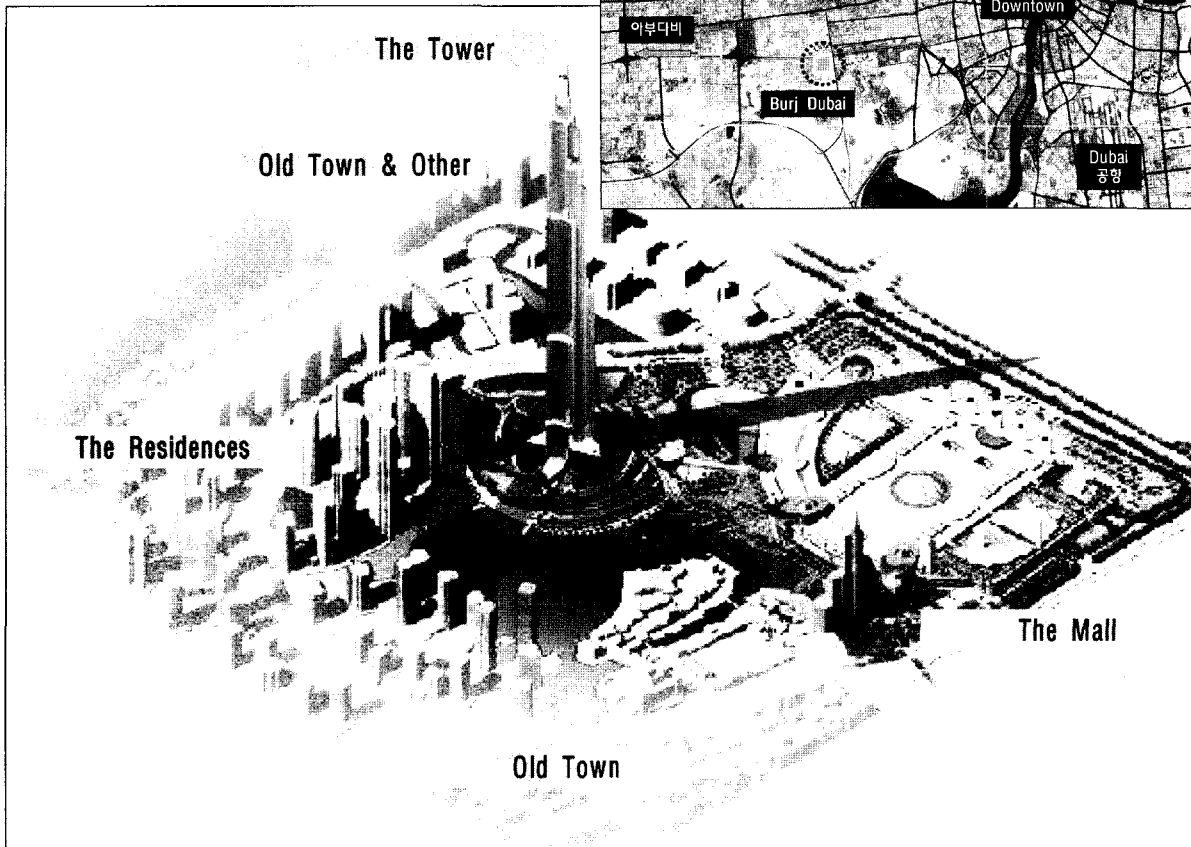 The Tower
Downtown
아부다비
Burj Dubai
Old Town & Other
Dubai
공항
The Residences
The Mall
Old Town